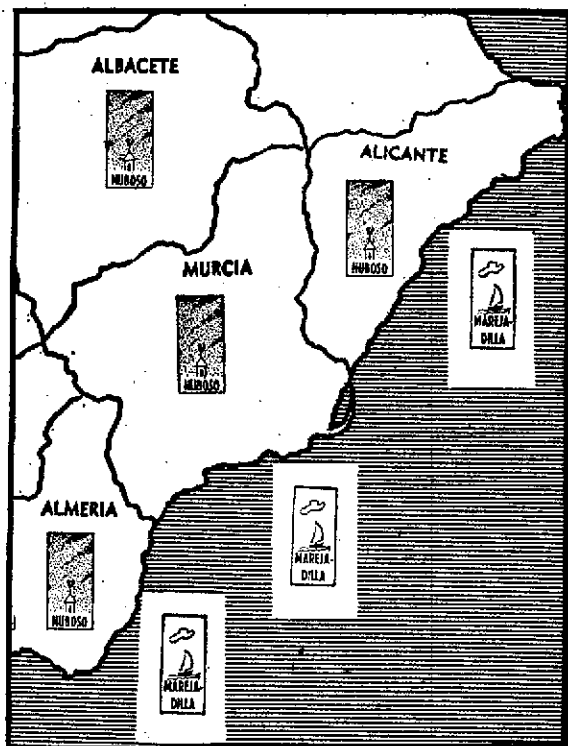 ALBACETE
NUBOSO
ALICANTE
NUBOSO
MURCIA
NUBOSO
MAREJA-
DILLA
ALMERIA
NUBOSO
MAREJA-
DILLA
MAREJA-
DILLA